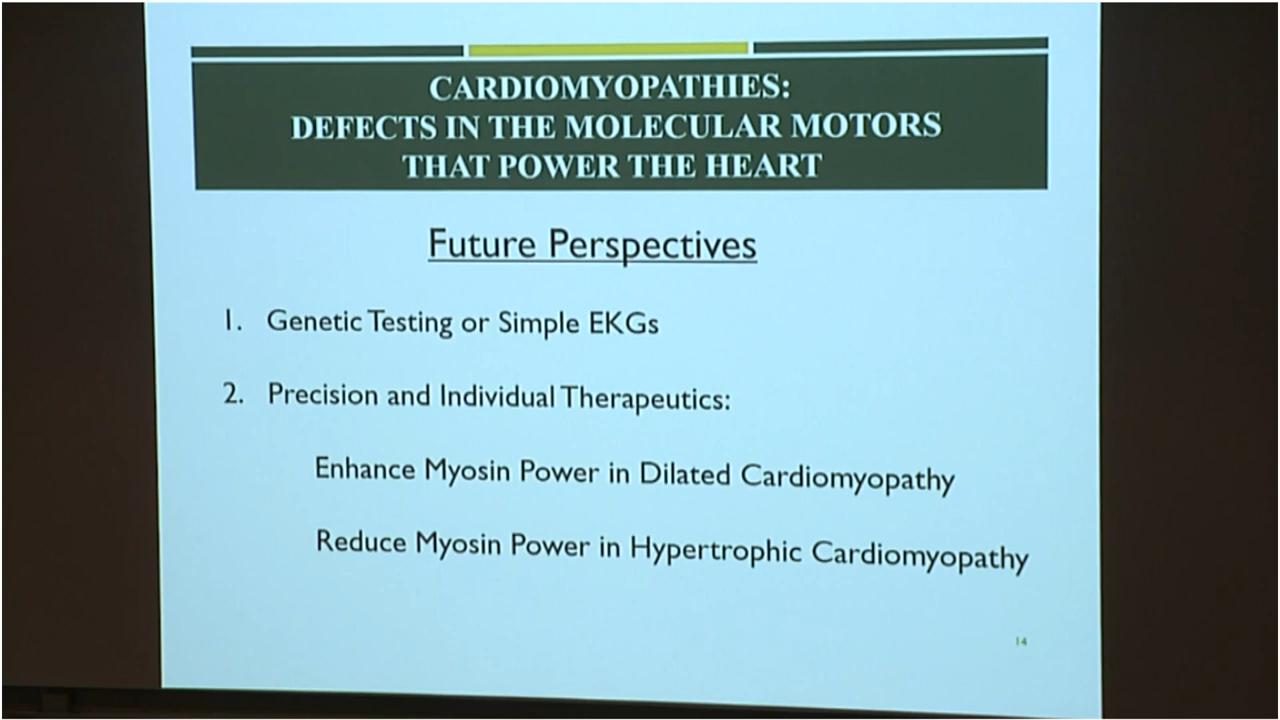 CARDIOMYOPATHIES:
DEFECTS IN THE MOLECULAR MOTORS
THAT POWER THE HEART
Future Perspectives
1. Genetic Testing or Simple EKGs
2. Precision and Individual Therapeutics:
Enhance Myosin Power in Dilated Cardiomyopathy
Reduce Myosin Power in Hypertrophic Cardiomyopathy
14